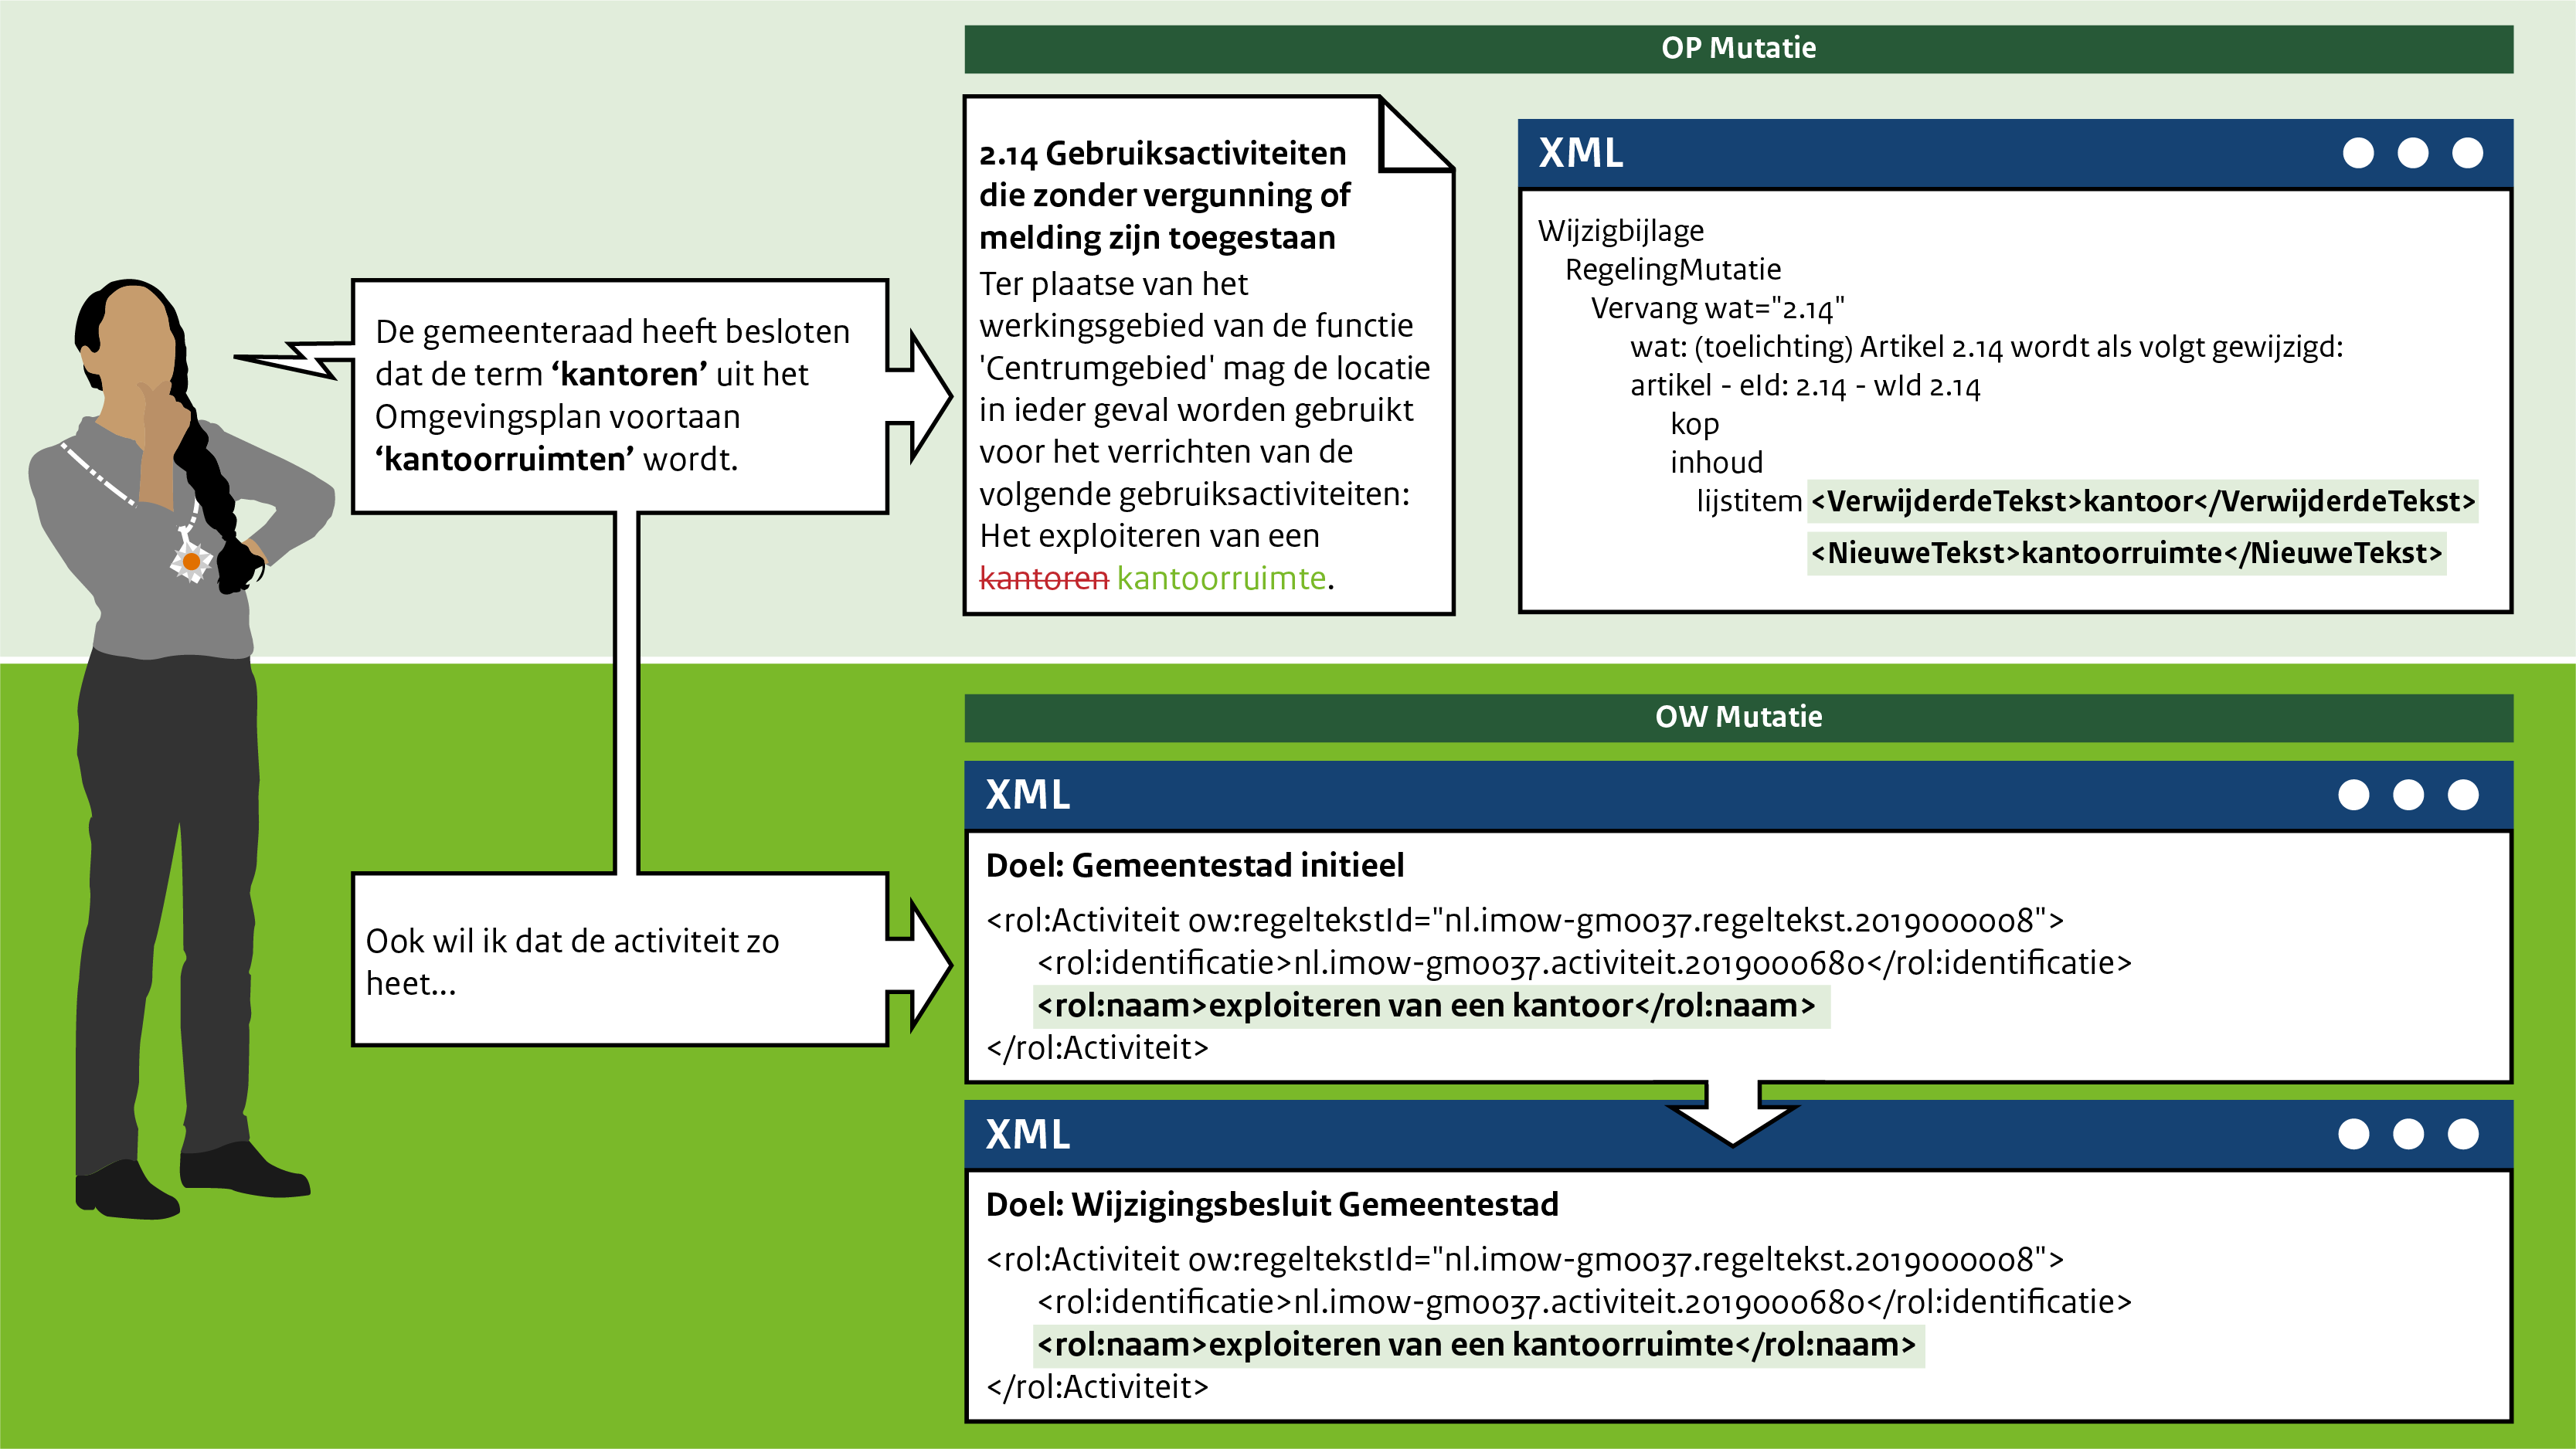 OP Mutatie
De gemeenteraad heeft besloten
dat de term ‘kantoren’ uit het
Omgevingsplan voortaan
‘kantoorruimten’ wordt.
2.14 Gebruiksactiviteiten
die zonder vergunning of
melding zijn toegestaan
Ter plaatse van het
werkingsgebied van de functie
'Centrumgebied' mag de locatie
in ieder geval worden gebruikt
voor het verrichten van de
volgende gebruiksactiviteiten:
Het exploiteren van een
kantoren kantoorruimte.
XML
Wijzigbijlage
RegelingMutatie
Vervang wat="2.14"
wat: (toelichting) Artikel 2.14 wordt als volgt gewijzigd:
artikel - eId: 2.14 - wId 2.14
kop
inhoud
lijstitem <VerwijderdeTekst>kantoor</VerwijderdeTekst>
<NieuweTekst>kantoorruimte</NieuweTekst>
OW Mutatie
Ook wil ik dat de activiteit zo
heet...
XML
Doel: Gemeentestad initieel
<rol:Activiteit ow:regeltekstId="nl.imow-gm0037.regeltekst.2019000008">
<rol:identificatie>nl.imow-gm0037.activiteit.201900680</rol:identificatie>
<rol:naam>exploiteren van een kantoor</rol:naam>
</rol:Activiteit>
XML
Doel: Wijzigingsbesluit Gemeentestad
<rol:Activiteit ow:regeltekstId="nl.imow-gm0037.regeltekst.2019000008">
<rol:identificatie>nl.imow-gm0037.activiteit.201900680</rol:identificatie>
<rol:naam>exploiteren van een kantoorruimte</rol:naam>
</rol:Activiteit>